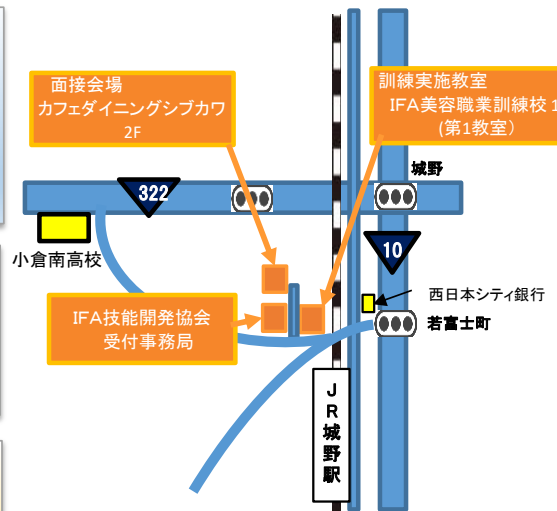 面接会場
カフェダイニングシブカワ
2F
訓練実施教室
IFA美容職業訓練校1
(第1教室）
城野
322
小倉南高校
10
西日本シティ銀行
IFA技能開発協会
受付事務局
若富士町
JR城野駅